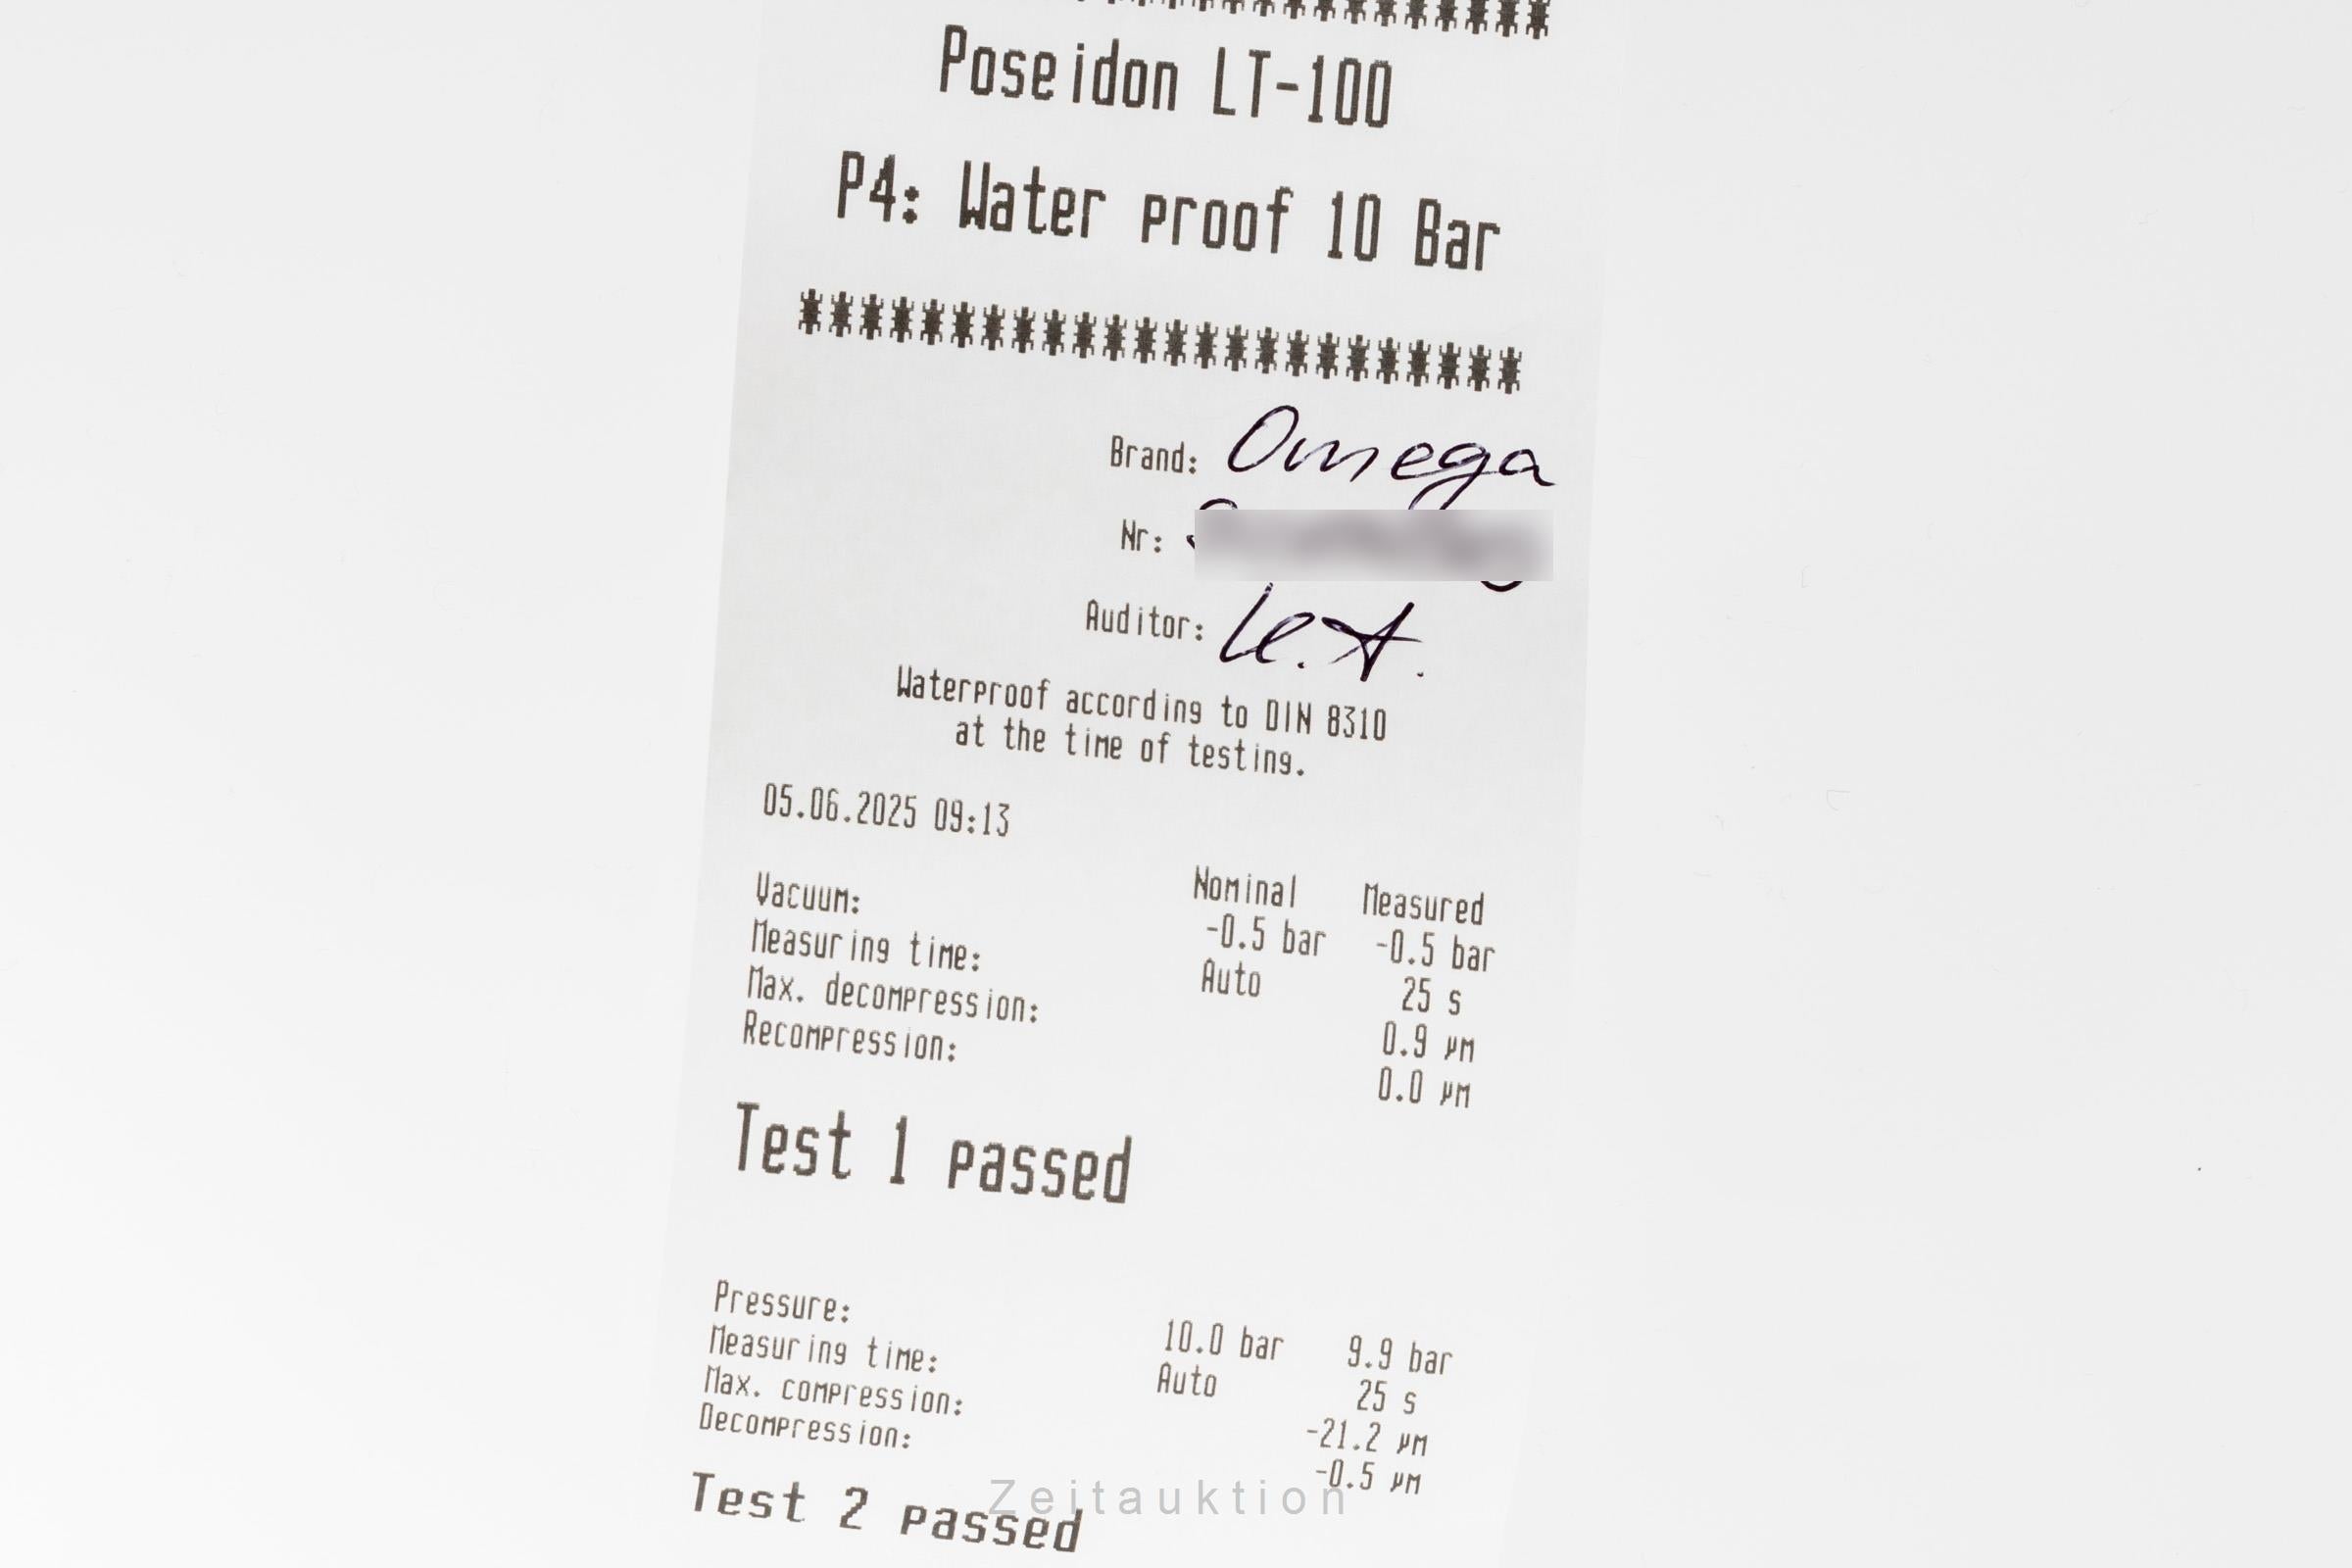 Poseidon LT-100
P4: Water proof 10 Bar
Brand: Omega
Nr:
Auditor:
Waterproof according to DIN 8310
at the time of testing.
05.06.2025 09:13
Nominal Measured
Vacuum: -0.5 bar -0.5 bar
Measuring time: Auto 25 s
Max. decompression: 0.9 µm
Recompression: 0.0 µm
Test 1 passed
Pressure: 10.0 bar 9.9 bar
Measuring time: Auto 25 s
Max. compression: -21.2 µm
Decompression: -0.5 µm
Zeitauktion
Test 2 passed